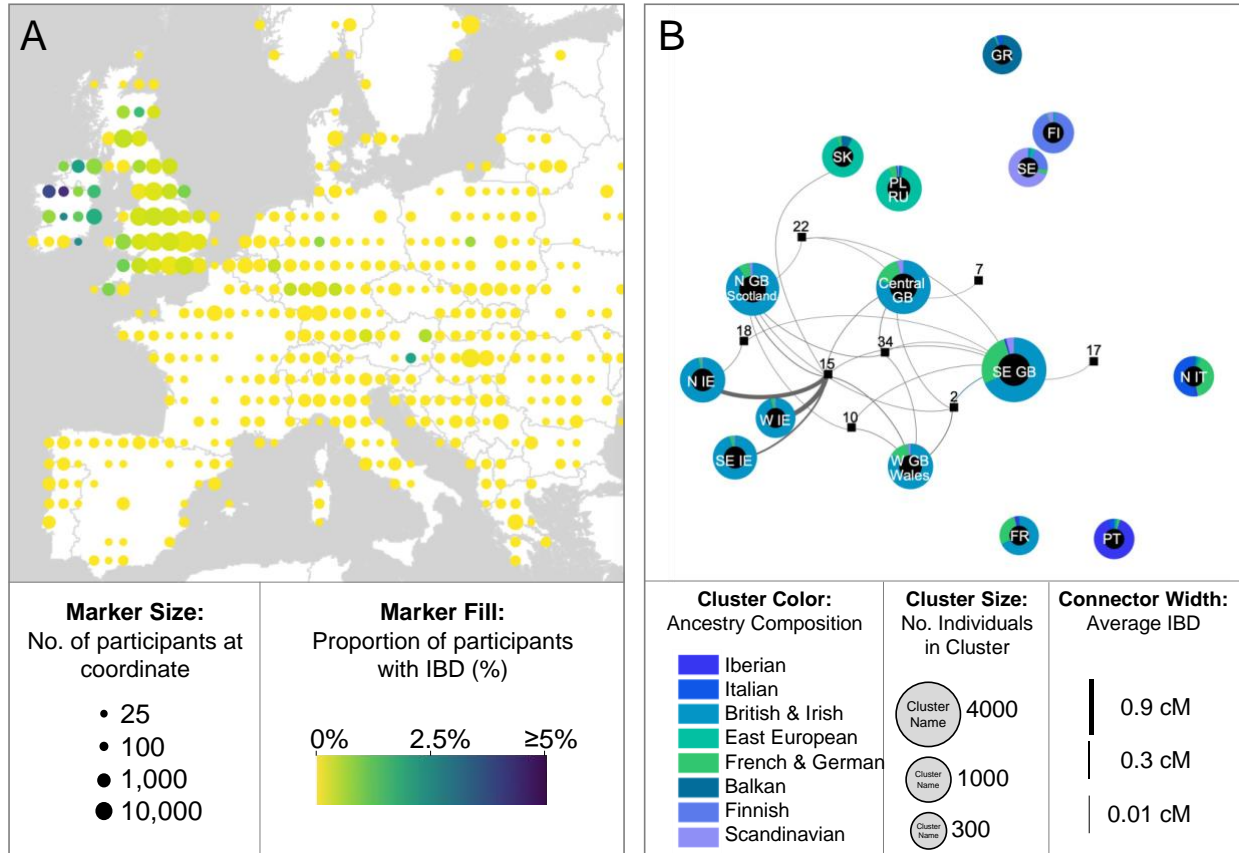 A
B
GR
FI
SE
SK
PL
RU
22
7
N GB
Scotland
Central
GB
18
34
15
17
SE GB
N IT
N IE
2
W IE
10
SE IE
W GB
Wales
FR
PT
Marker Size:
No. of participants at
coordinate
25
100
1,000
10,000
Marker Fill:
Proportion of participants
with IBD (%)
0% 2.5% ≥5%
Cluster Color:
Ancestry Composition
Iberian
Italian
British & Irish
East European
French & German
Balkan
Finnish
Scandinavian
Cluster Size:
No. Individuals
in Cluster
Cluster
Name
4000
Cluster
Name
1000
Cluster
Name
300
Connector Width:
Average IBD
0.9 cM
0.3 cM
0.01 cM